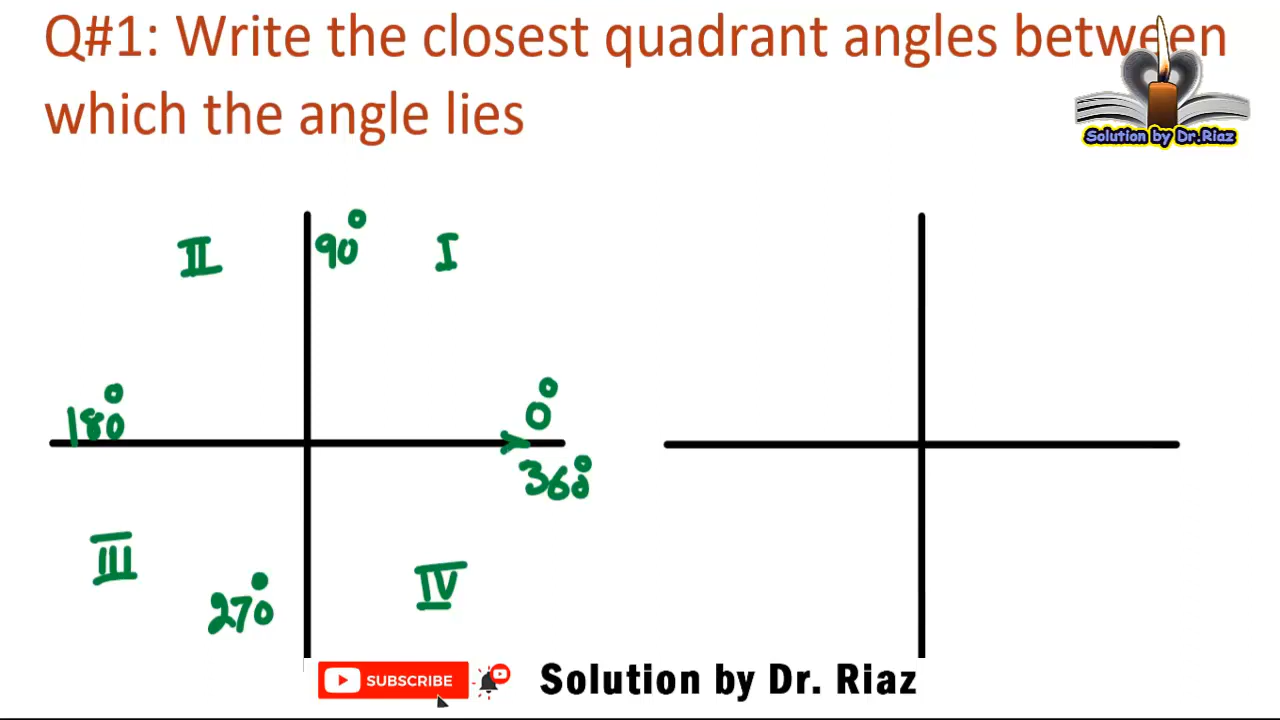 Q#1: Write the closest quadrant angles between
which the angle lies
Solution by Dr.Riaz
II 90° I
180° 0°
360°
III IV
270°
SUBSCRIBE Solution by Dr. Riaz